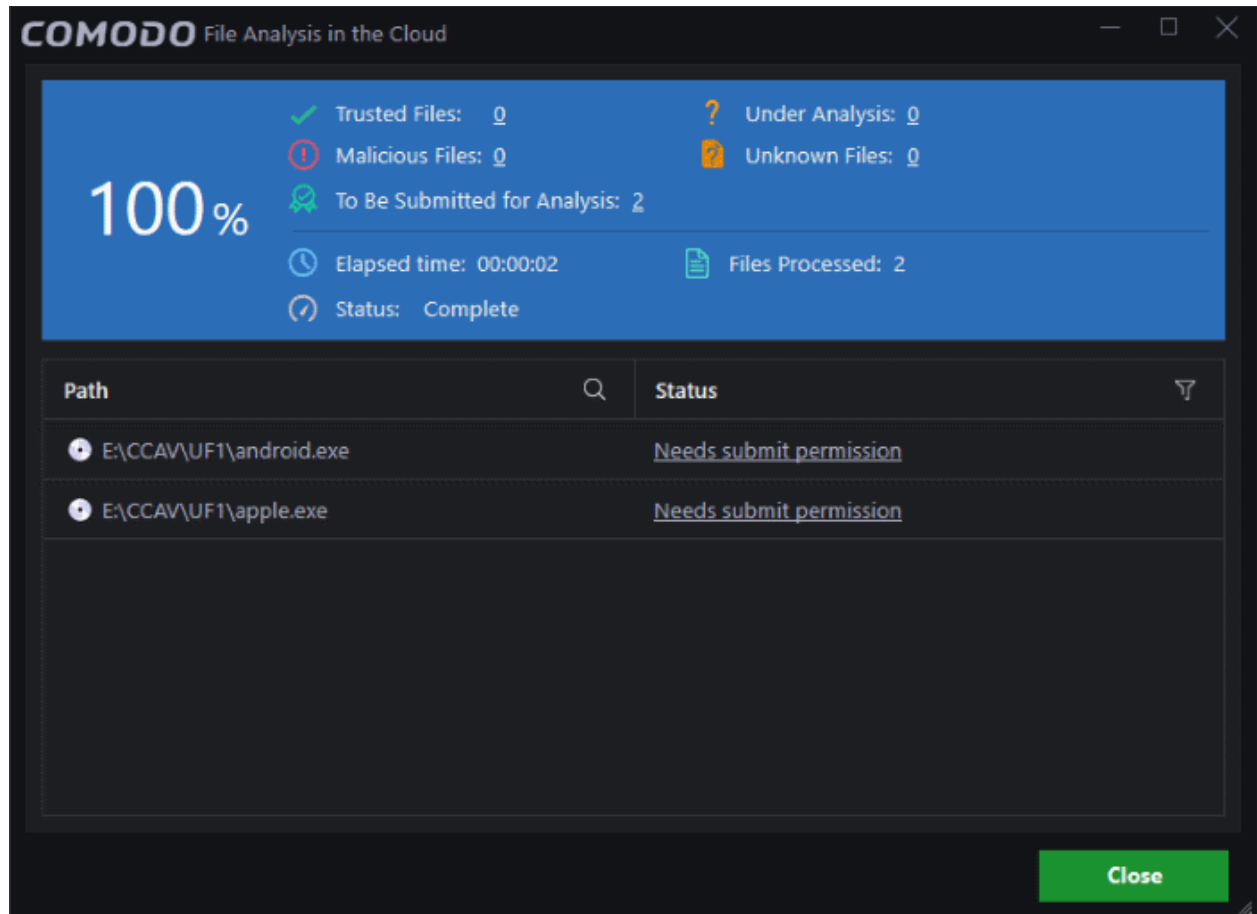 COMODO File Analysis in the Cloud
100%
Trusted Files: 0
Under Analysis: 0
Malicious Files: 0
Unknown Files: 0
To Be Submitted for Analysis: 2
Elapsed time: 00:00:02
Files Processed: 2
Status: Complete
Path
Status
E:\CCAV\UF1\android.exe
Needs submit permission
E:\CCAV\UF1\apple.exe
Needs submit permission
Close